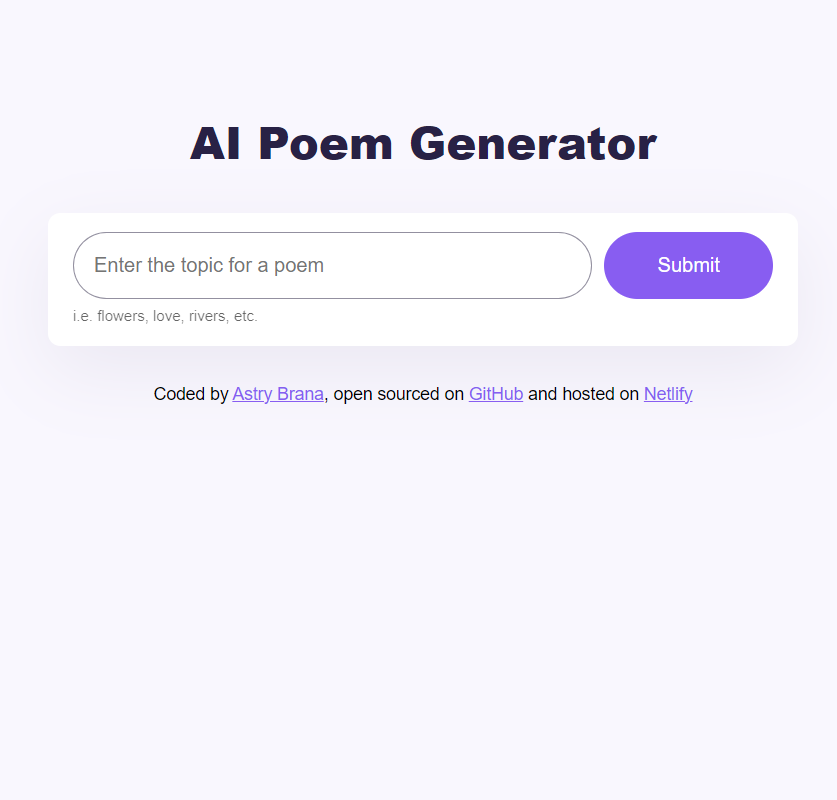 AI Poem Generator
Enter the topic for a poem
Submit
i.e. flowers, love, rivers, etc.
Coded by Astry Brana, open sourced on GitHub and hosted on Netlify